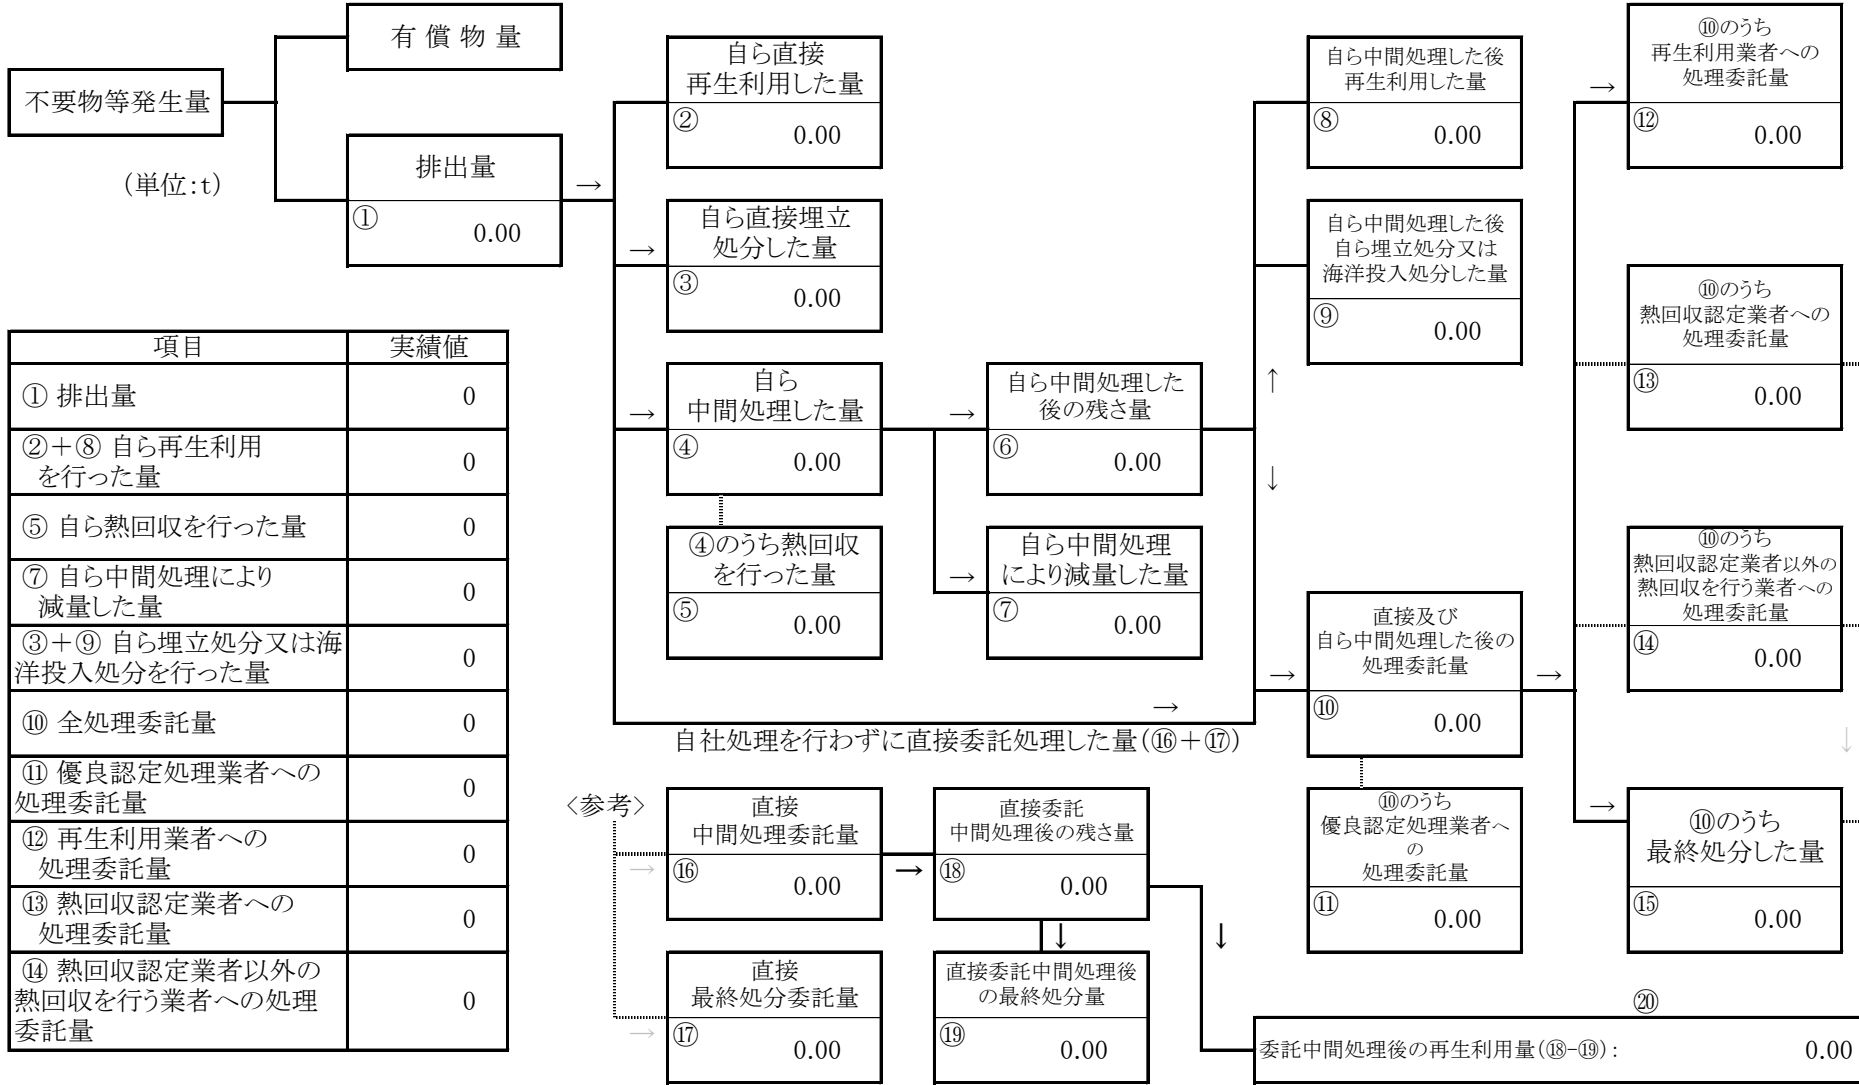 不要物等発生量
(単位:t)
有 償 物 量
排出量
①
0.00
→
自ら直接
再生利用した量
②
0.00
→
自ら直接埋立
処分した量
③
0.00
→
自ら
中間処理した量
④
0.00
④のうち熱回収
を行った量
⑤
0.00
→
自ら中間処理した
後の残さ量
⑥
0.00
→
自ら中間処理
により減量した量
⑦
0.00
↑
↓
自ら中間処理した後
再生利用した量
⑧
0.00
自ら中間処理した後
自ら埋立処分又は
海洋投入処分した量
⑨
0.00
→
自社処理を行わずに直接委託処理した量(⑯+⑰)
→
直接及び
自ら中間処理した後の
処理委託量
⑩
0.00
→
⑩のうち
優良認定処理業者へ
の
処理委託量
⑪
0.00
→
⑩のうち
再生利用業者への
処理委託量
⑫
0.00
⑩のうち
熱回収認定業者への
処理委託量
⑬
0.00
⑩のうち
熱回収認定業者以外の
熱回収を行う業者への
処理委託量
⑭
0.00
↓
→
⑩のうち
最終処分した量
⑮
0.00
項目 実績値
① 排出量 0
②+⑧ 自ら再生利用
を行った量 0
⑤ 自ら熱回収を行った量 0
⑦ 自ら中間処理により
減量した量 0
③+⑨ 自ら埋立処分又は海
洋投入処分を行った量 0
⑩ 全処理委託量 0
⑪ 優良認定処理業者への
処理委託量 0
⑫ 再生利用業者への
処理委託量 0
⑬ 熱回収認定業者への
処理委託量 0
⑭ 熱回収認定業者以外の
熱回収を行う業者への処理
委託量 0
〈参考〉
→
直接
中間処理委託量
⑯
0.00
→
直接委託
中間処理後の残さ量
⑱
0.00
↓
↓
→
直接
最終処分委託量
⑰
0.00
直接委託中間処理後
の最終処分量
⑲
0.00
⑳
委託中間処理後の再生利用量(⑱-⑲): 0.00